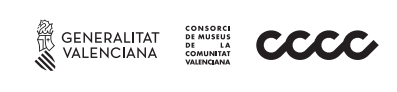 GENERALITAT
VALENCIANA
CONSORCI
DE MUSEUS
DE LA
COMUNITAT
VALENCIANA
cccc